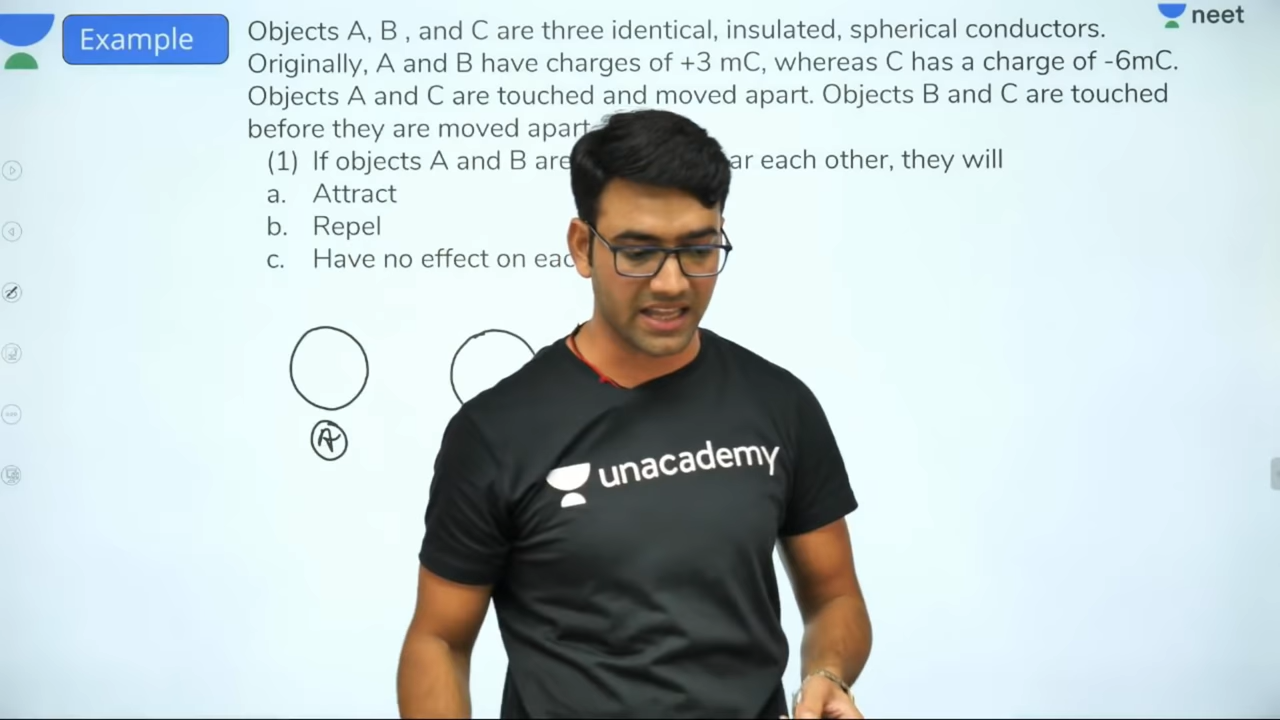 Example
Objects A, B , and C are three identical, insulated, spherical conductors.
Originally, A and B have charges of +3 mC, whereas C has a charge of -6mC.
Objects A and C are touched and moved apart. Objects B and C are touched
before they are moved apart
(1) If objects A and B are ar each other, they will
a. Attract
b. Repel
c. Have no effect on eac
neet
A
unacademy